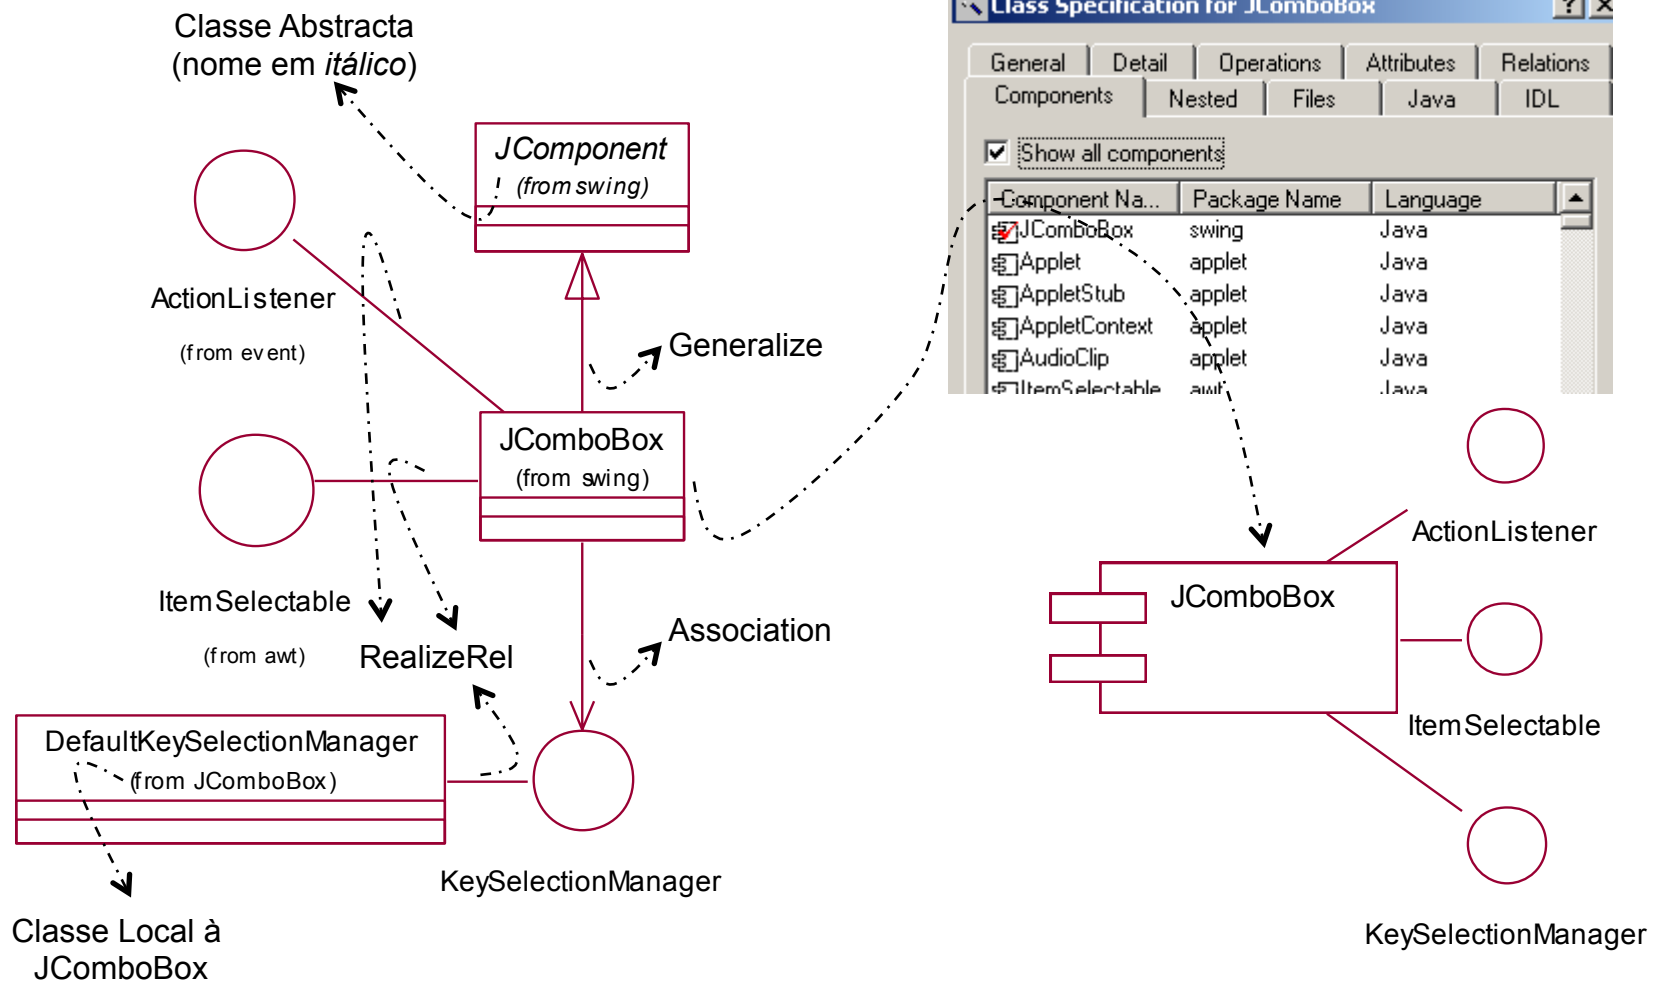 Classe Abstracta
(nome em itálico)
JComponent
(from swing)
ActionListener
(from event)
Generalize
JComboBox
(from swing)
ItemSelectable
(from awt)
RealizeRel
Association
DefaultKeySelectionManager
(from JComboBox)
KeySelectionManager
Classe Local à
JComboBox
Class Specification for JComboBox
General Detail Operations Attributes Relations
Components Nested Files Java IDL
Show all components
Component Na... Package Name Language
JComboBox swing Java
Applet applet Java
AppletStub applet Java
AppletContext applet Java
AudioClip applet Java
ItemSelectable awt Java
ActionListener
JComboBox
ItemSelectable
KeySelectionManager